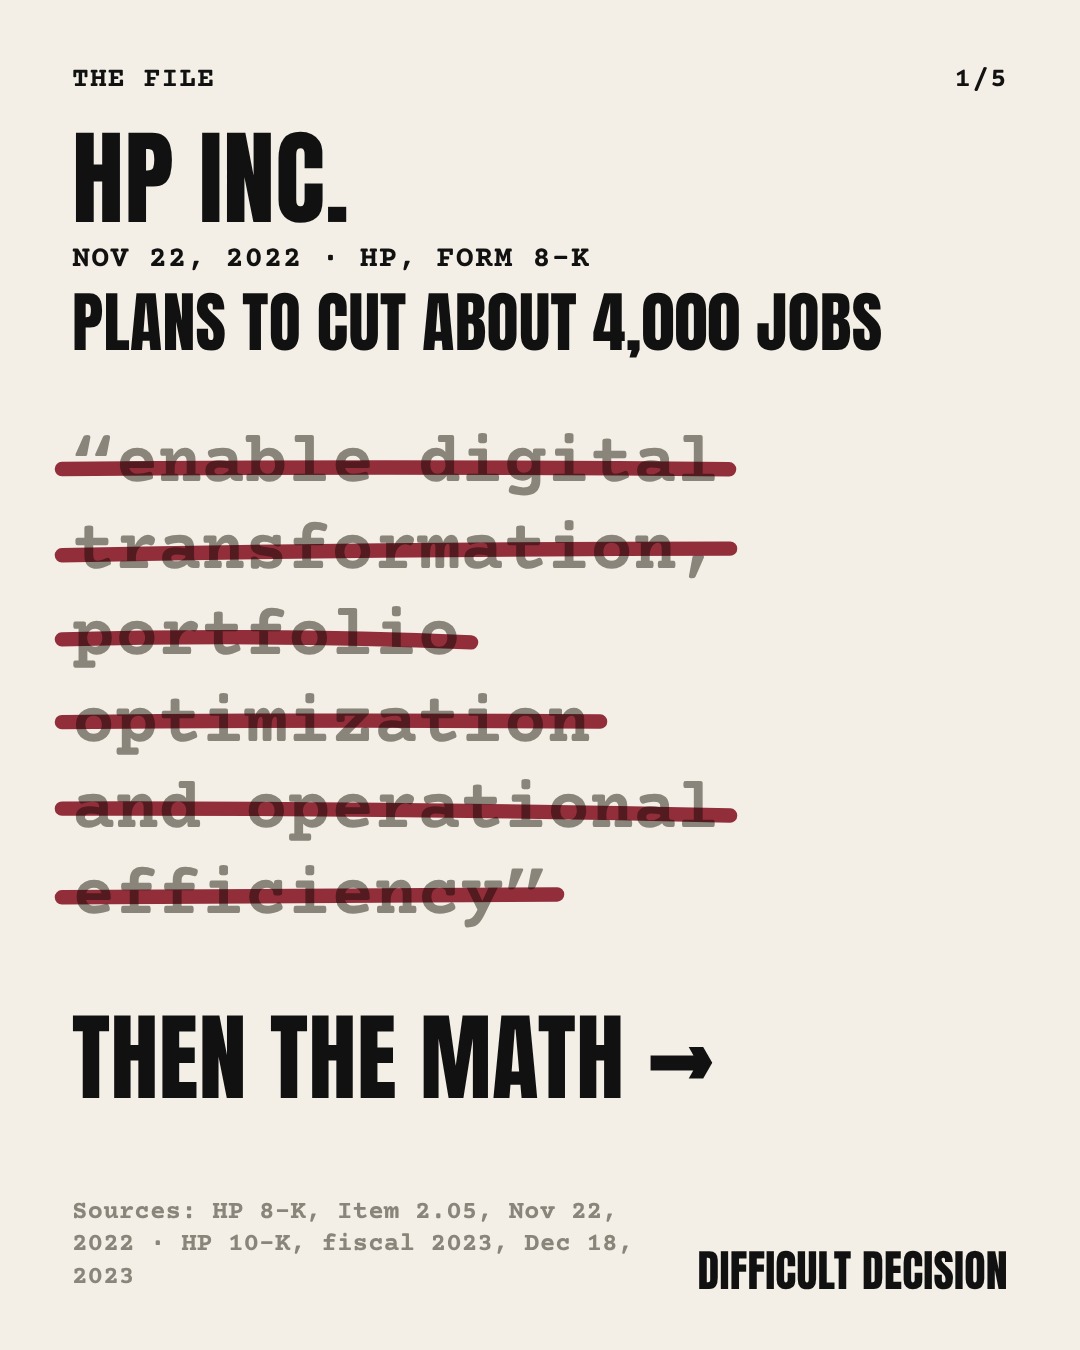 THE FILE
1/5
HP INC.
NOV 22, 2022 · HP, FORM 8-K
PLANS TO CUT ABOUT 4,000 JOBS
“enable digital
transformation,
portfolio
optimization
and operational
efficiency”
THEN THE MATH →
Sources: HP 8-K, Item 2.05, Nov 22,
2022 · HP 10-K, fiscal 2023, Dec 18,
2023
DIFFICULT DECISION